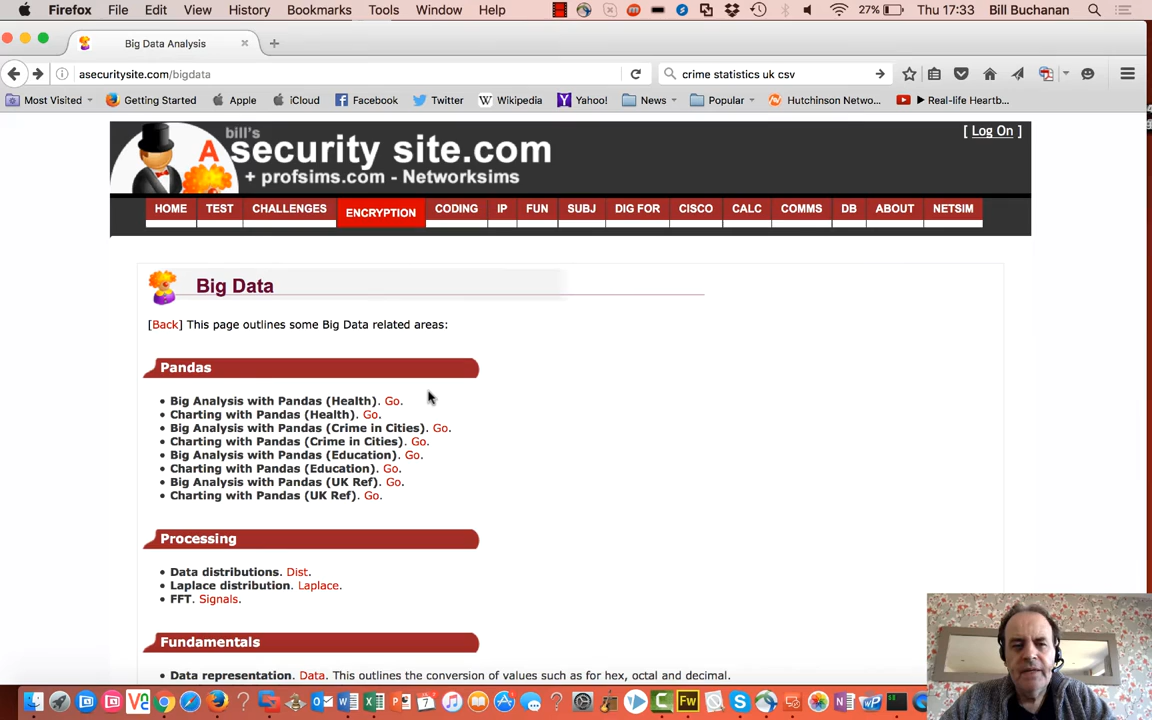 Firefox File Edit View History Bookmarks Tools Window Help 27% Thu 17:33 Bill Buchanan
Big Data Analysis
asecuritysite.com/bigdata crime statistics uk csv
Most Visited Getting Started Apple iCloud Facebook Twitter Wikipedia Yahoo! News Popular Hutchinson Netwo... Real-life Heartb...
[ Log On ]
bill's
A security site.com
+ profsims.com - Networksims
HOME TEST CHALLENGES ENCRYPTION CODING IP FUN SUBJ DIG FOR CISCO CALC COMMS DB ABOUT NETSIM
Big Data
[Back] This page outlines some Big Data related areas:
Pandas
• Big Analysis with Pandas (Health). Go.
• Charting with Pandas (Health). Go.
• Big Analysis with Pandas (Crime in Cities). Go.
• Charting with Pandas (Crime in Cities). Go.
• Big Analysis with Pandas (Education). Go.
• Charting with Pandas (Education). Go.
• Big Analysis with Pandas (UK Ref). Go.
• Charting with Pandas (UK Ref). Go.
Processing
• Data distributions. Dist.
• Laplace distribution. Laplace.
• FFT. Signals.
Fundamentals
• Data representation. Data. This outlines the conversion of values such as for hex, octal and decimal.